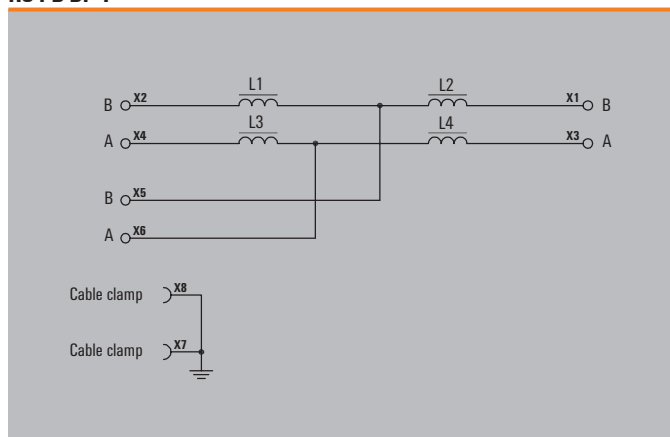 L1 L2
B X2 X1 B
L3 L4
A X4 X3 A
B X5
A X6
Cable clamp X8
Cable clamp X7